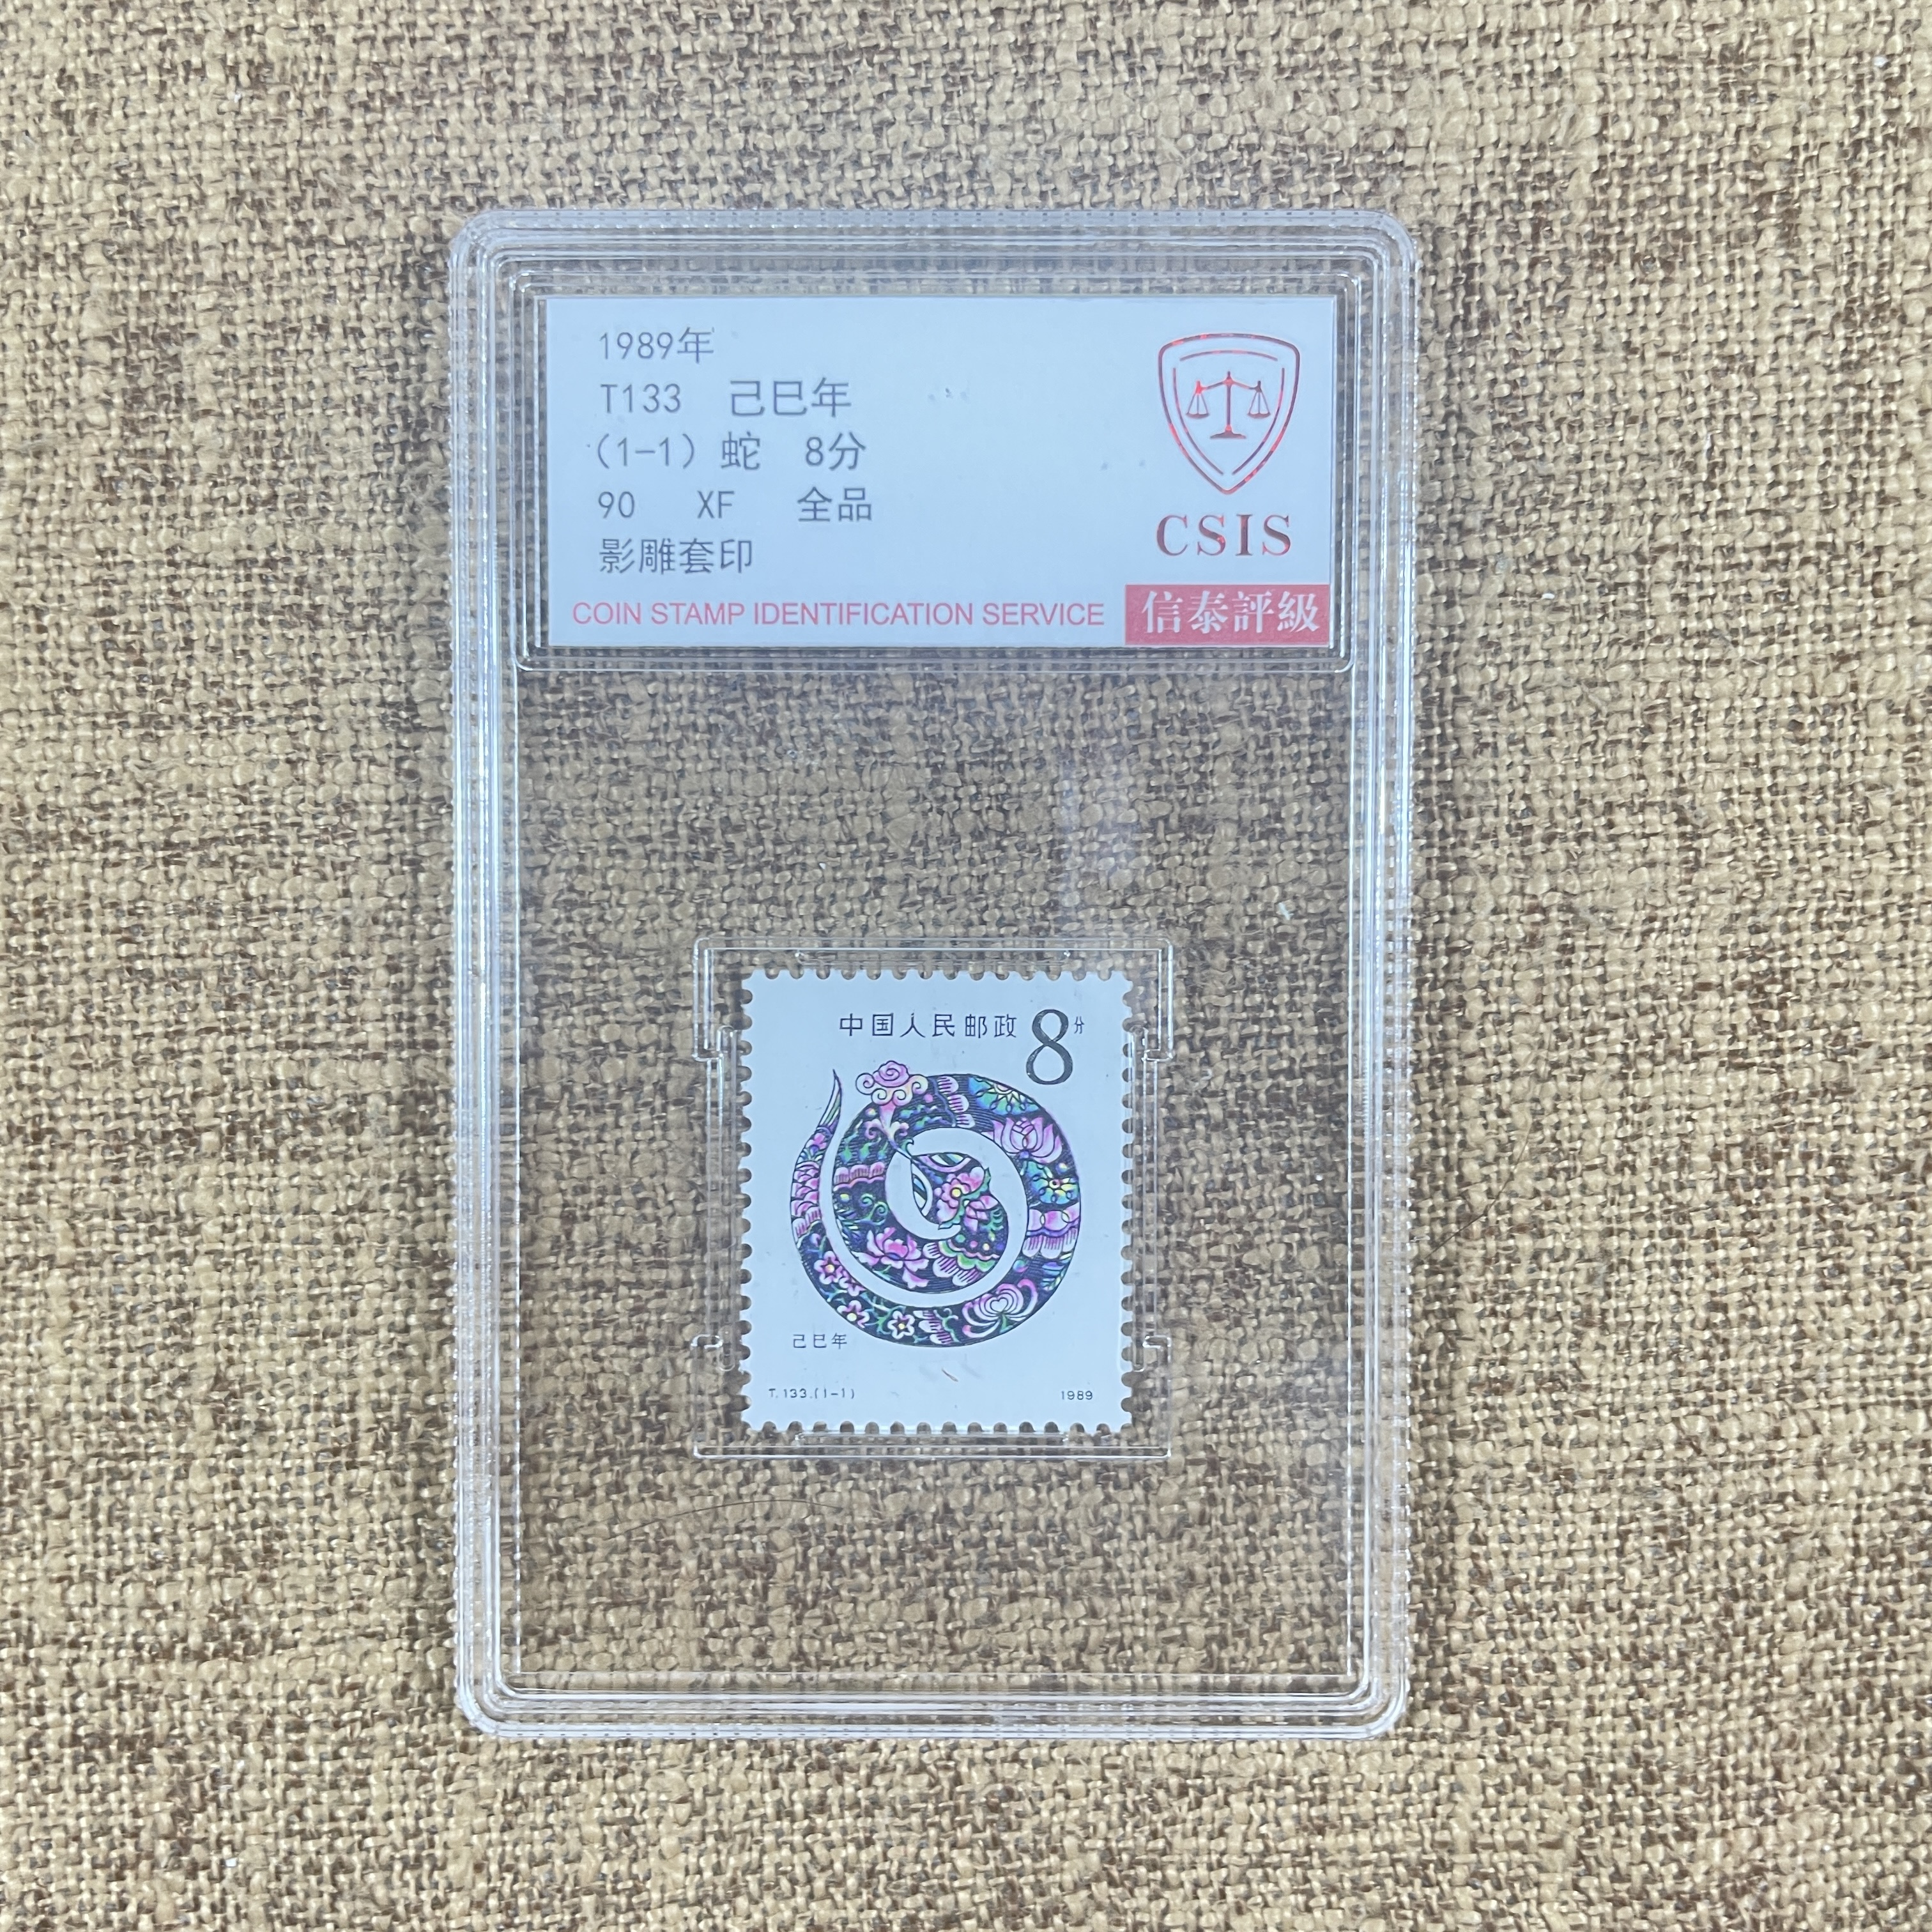 1989年
T133 己巳年
(1-1) 蛇 8分
90 XF 全品
影雕套印
CSIS
COIN STAMP IDENTIFICATION SERVICE 信泰評級
中国人民邮政 8分
己巳年
T.133.(1-1) 1989